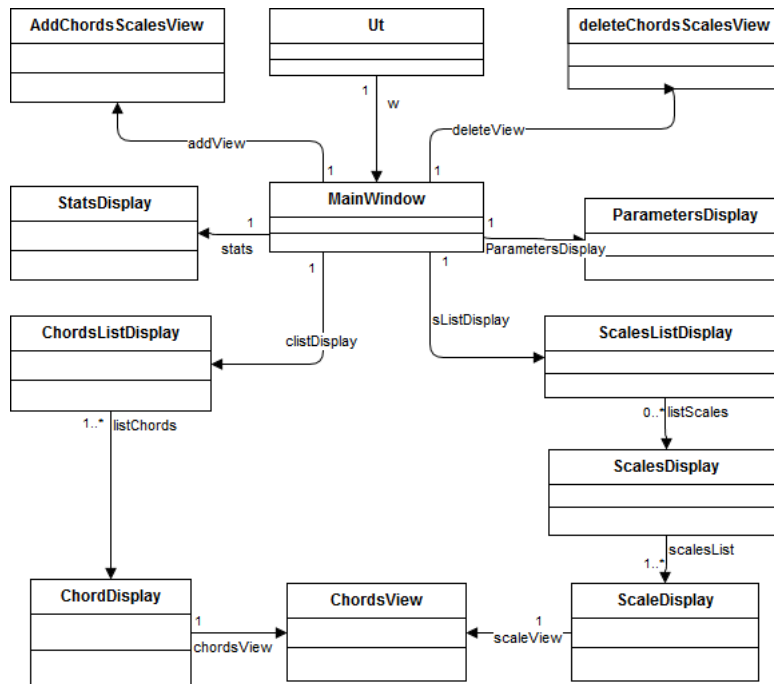 AddChordsScalesView
Ut
deleteChordsScalesView
1
w
addView
deleteView
1
1
StatsDisplay
MainWindow
ParametersDisplay
1
1
stats
ParametersDisplay
1
1
ChordsListDisplay
clistDisplay
sListDisplay
ScalesListDisplay
1..* listChords
0..* listScales
ScalesDisplay
scalesList
1..*
ChordDisplay
ChordsView
ScaleDisplay
1
1
chordsView
scaleView